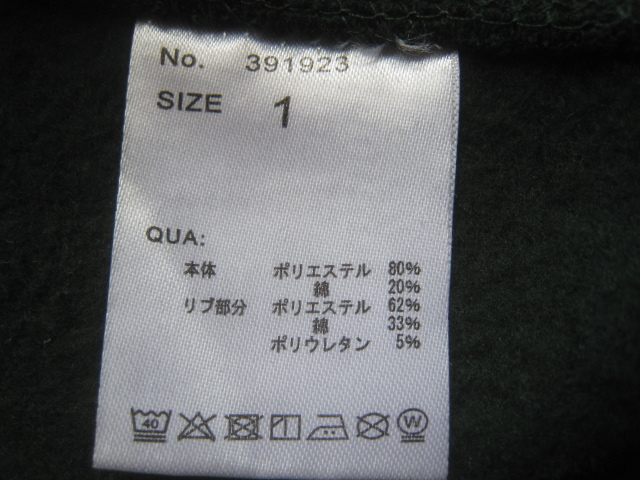 No. 391923
SIZE 1
QUA:
本体 ポリエステル 80%
綿 20%
リブ部分 ポリエステル 62%
綿 33%
ポリウレタン 5%
40 W